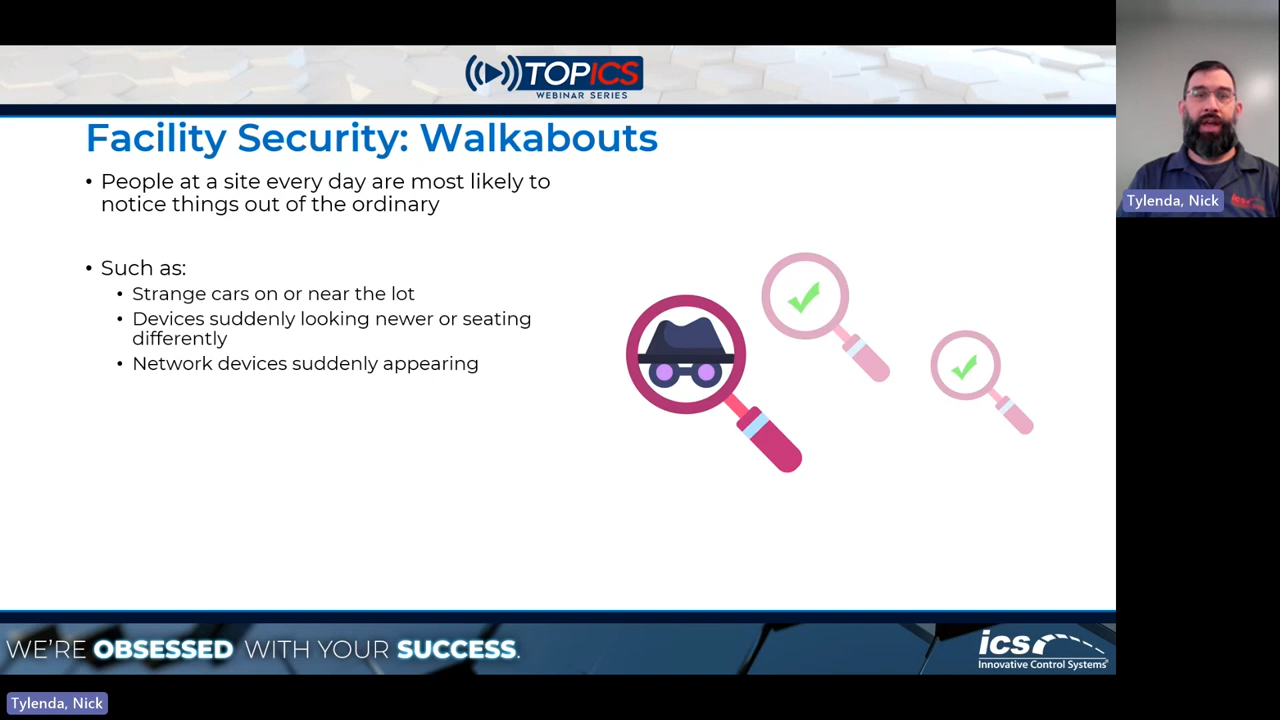 TOPICS
WEBINAR SERIES
Facility Security: Walkabouts
• People at a site every day are most likely to
notice things out of the ordinary
• Such as:
• Strange cars on or near the lot
• Devices suddenly looking newer or seating
differently
• Network devices suddenly appearing
WE'RE OBSESSED WITH YOUR SUCCESS.
ics
Innovative Control Systems®
Tylenda, Nick
ics
Tylenda, Nick